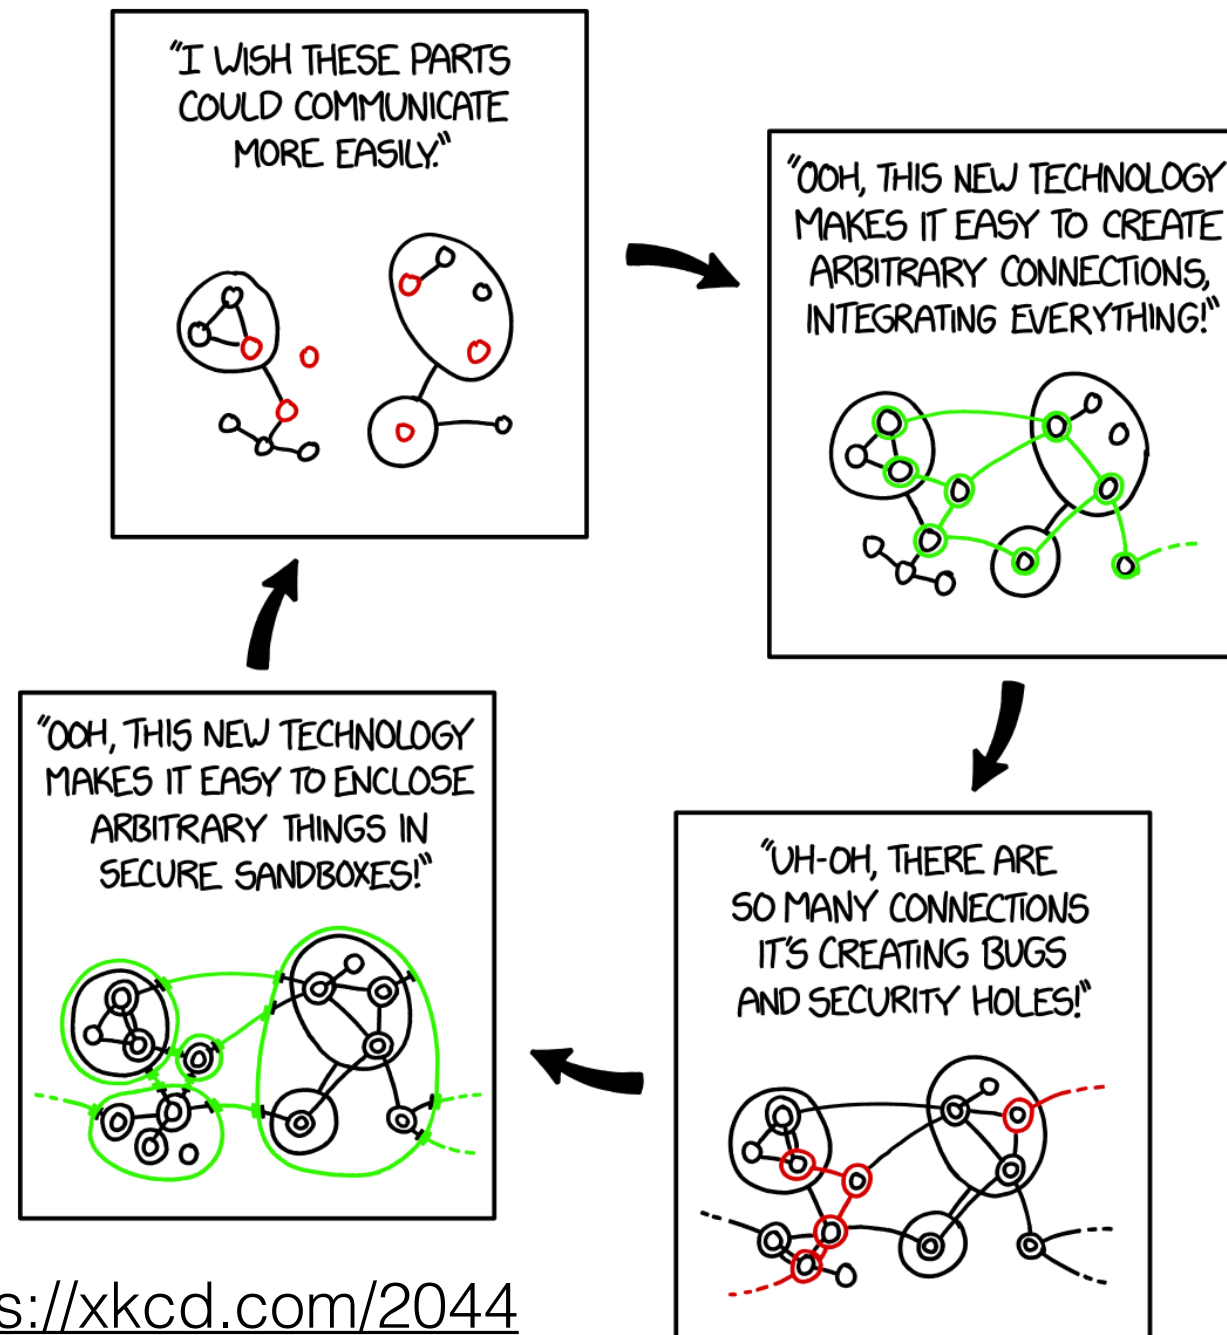 "I WISH THESE PARTS
COULD COMMUNICATE
MORE EASILY."
"OOH, THIS NEW TECHNOLOGY
MAKES IT EASY TO CREATE
ARBITRARY CONNECTIONS,
INTEGRATING EVERYTHING!"
"UH-OH, THERE ARE
SO MANY CONNECTIONS
IT'S CREATING BUGS
AND SECURITY HOLES!"
"OOH, THIS NEW TECHNOLOGY
MAKES IT EASY TO ENCLOSE
ARBITRARY THINGS IN
SECURE SANDBOXES!"
s://xkcd.com/2044